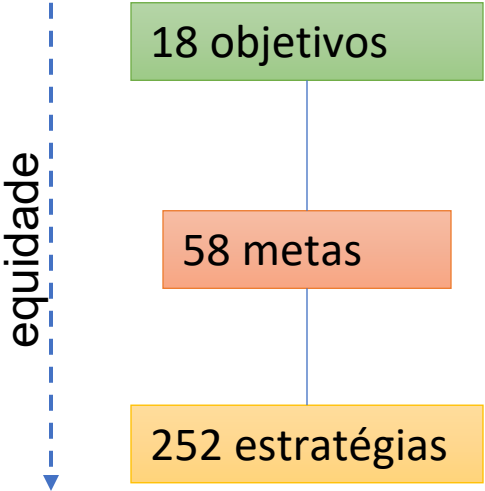 18 objetivos
equidade
58 metas
252 estratégias